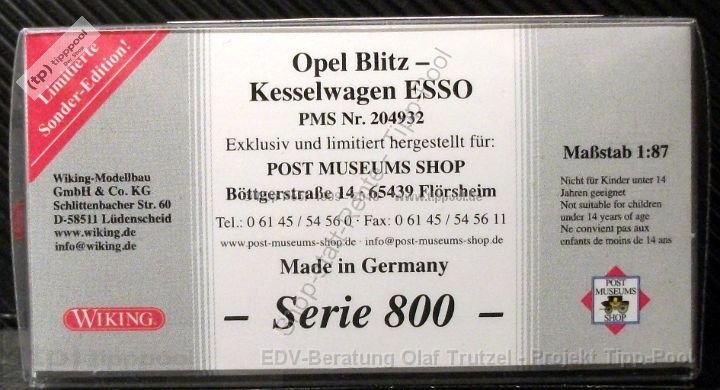 Limitierte
Sonder-Edition!
(tp) tipppool
Opel Blitz –
Kesselwagen ESSO
PMS Nr. 204932
Exklusiv und limitiert hergestellt für:
POST MUSEUMS SHOP
Böttgerstraße 14 · 65439 Flörsheim
Tel.: 0 61 45 / 54 56 0 · Fax: 0 61 45 / 54 56 11
www.post-museums-shop.de · info@post-museums-shop.de
Made in Germany
– Serie 800 –
Wiking-Modellbau
GmbH & Co. KG
Schlittenbacher Str. 60
D-58511 Lüdenscheid
www.wiking.de
info@wiking.de
WIKING
Maßstab 1:87
Nicht für Kinder unter 14
Jahren geeignet
Not suitable for children
under 14 years of age
Ne convient pas aux
enfants de moins de 14 ans
POST
MUSEUMS
SHOP
(tp) tipppool
EDV-Beratung Olaf Trutzel - Projekt Tipp-Pool